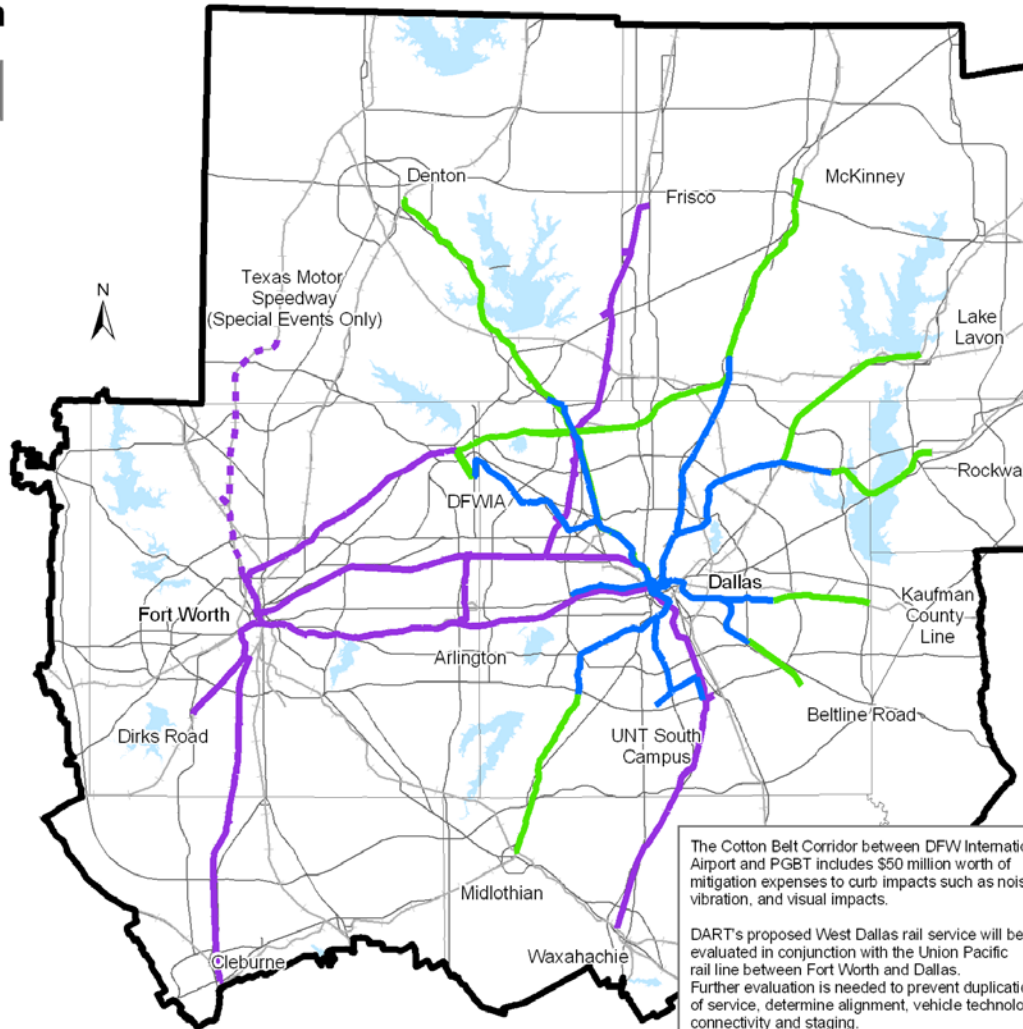 Denton
McKinney
Frisco
N
Texas Motor
Speedway
(Special Events Only)
Lake
Lavon
Rockwa
DFWIA
Dallas
Fort Worth
Kaufman
County
Line
Arlington
Beltline Road
Dirks Road
UNT South
Campus
The Cotton Belt Corridor between DFW Internatio
Airport and PGBT includes $50 million worth of
mitigation expenses to curb impacts such as nois
vibration, and visual impacts.
DART's proposed West Dallas rail service will be
evaluated in conjunction with the Union Pacific
rail line between Fort Worth and Dallas.
Further evaluation is needed to prevent duplicatio
of service, determine alignment, vehicle technolo
connectivity and staging.
Midlothian
Waxahachie
Cleburne